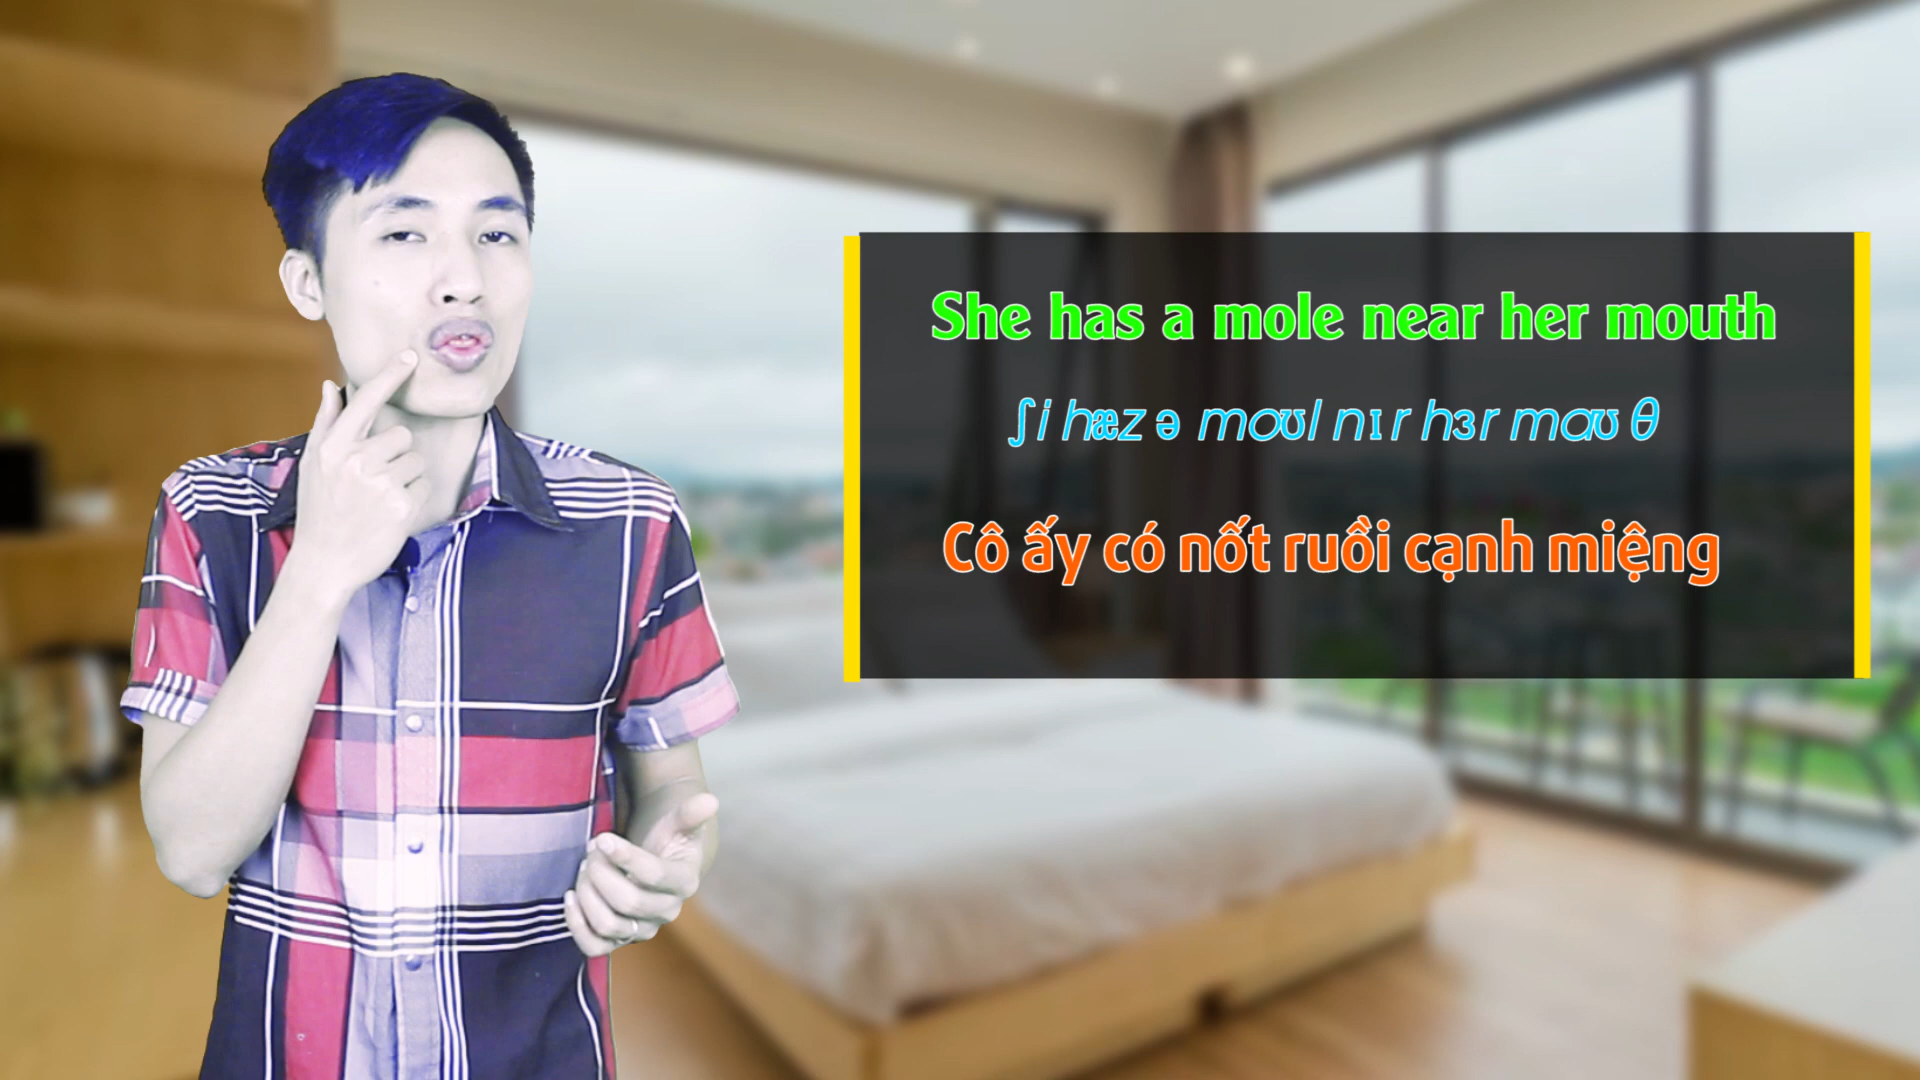 She has a mole near her mouth
ʃi hæz ə moʊl nɪr hɜr maʊθ
Cô ấy có nốt ruồi cạnh miệng